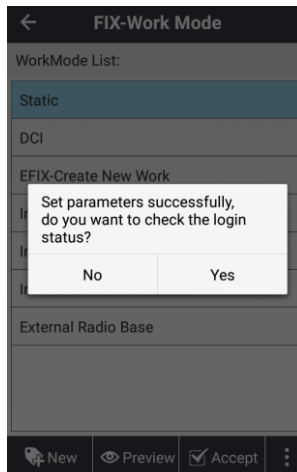 FIX-Work Mode
WorkMode List:
Static
DCI
EFIX-Create New Work
Set parameters successfully,
do you want to check the login
status?
No Yes
External Radio Base
New Preview Accept